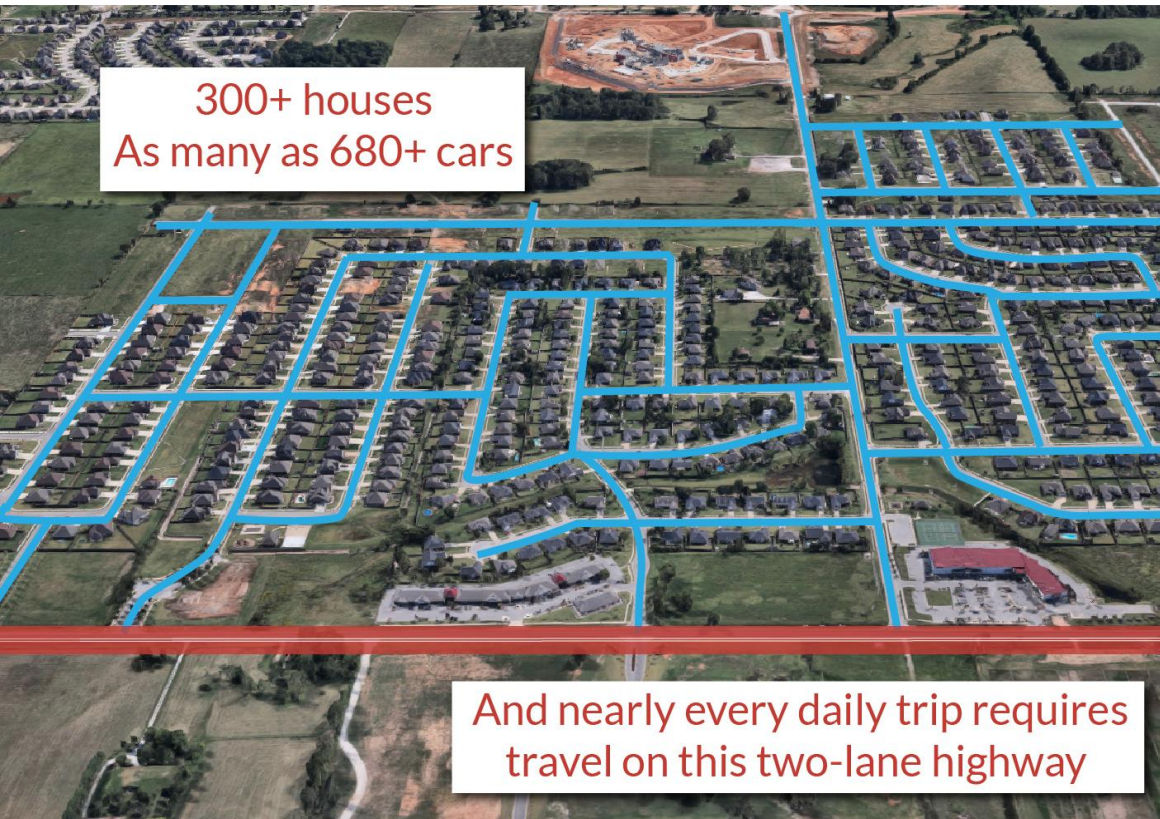 300+ houses
As many as 680+ cars
And nearly every daily trip requires
travel on this two-lane highway